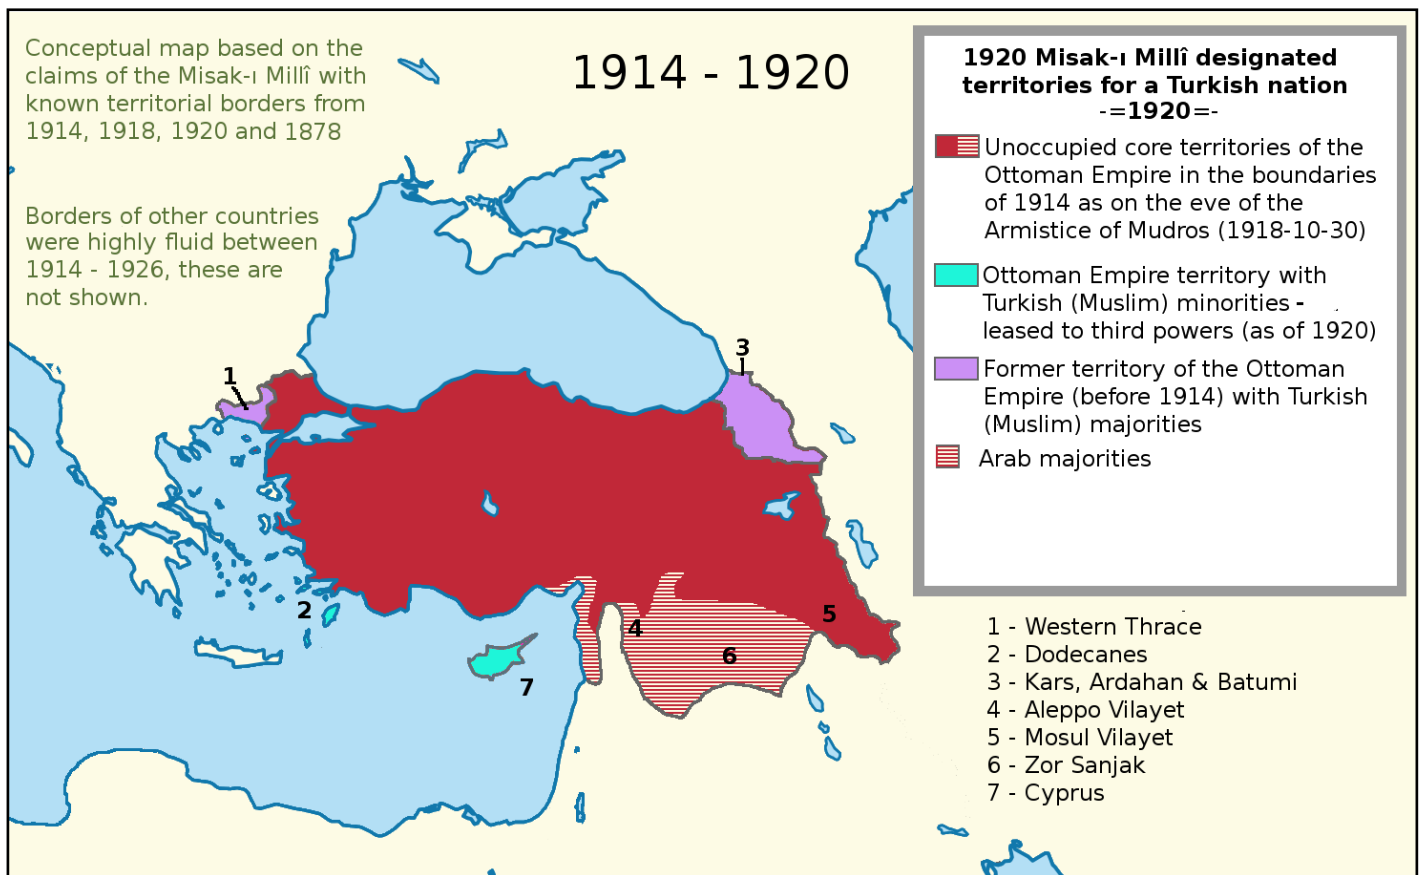 Conceptual map based on the
claims of the Misak-ı Millî with
known territorial borders from
1914, 1918, 1920 and 1878
Borders of other countries
were highly fluid between
1914 - 1926, these are
not shown.
1914 - 1920
1920 Misak-ı Millî designated
territories for a Turkish nation
-=1920=-
Unoccupied core territories of the
Ottoman Empire in the boundaries
of 1914 as on the eve of the
Armistice of Mudros (1918-10-30)
Ottoman Empire territory with
Turkish (Muslim) minorities -
leased to third powers (as of 1920)
Former territory of the Ottoman
Empire (before 1914) with Turkish
(Muslim) majorities
Arab majorities
1
3
2
4
5
6
7
1 - Western Thrace
2 - Dodecanes
3 - Kars, Ardahan & Batumi
4 - Aleppo Vilayet
5 - Mosul Vilayet
6 - Zor Sanjak
7 - Cyprus